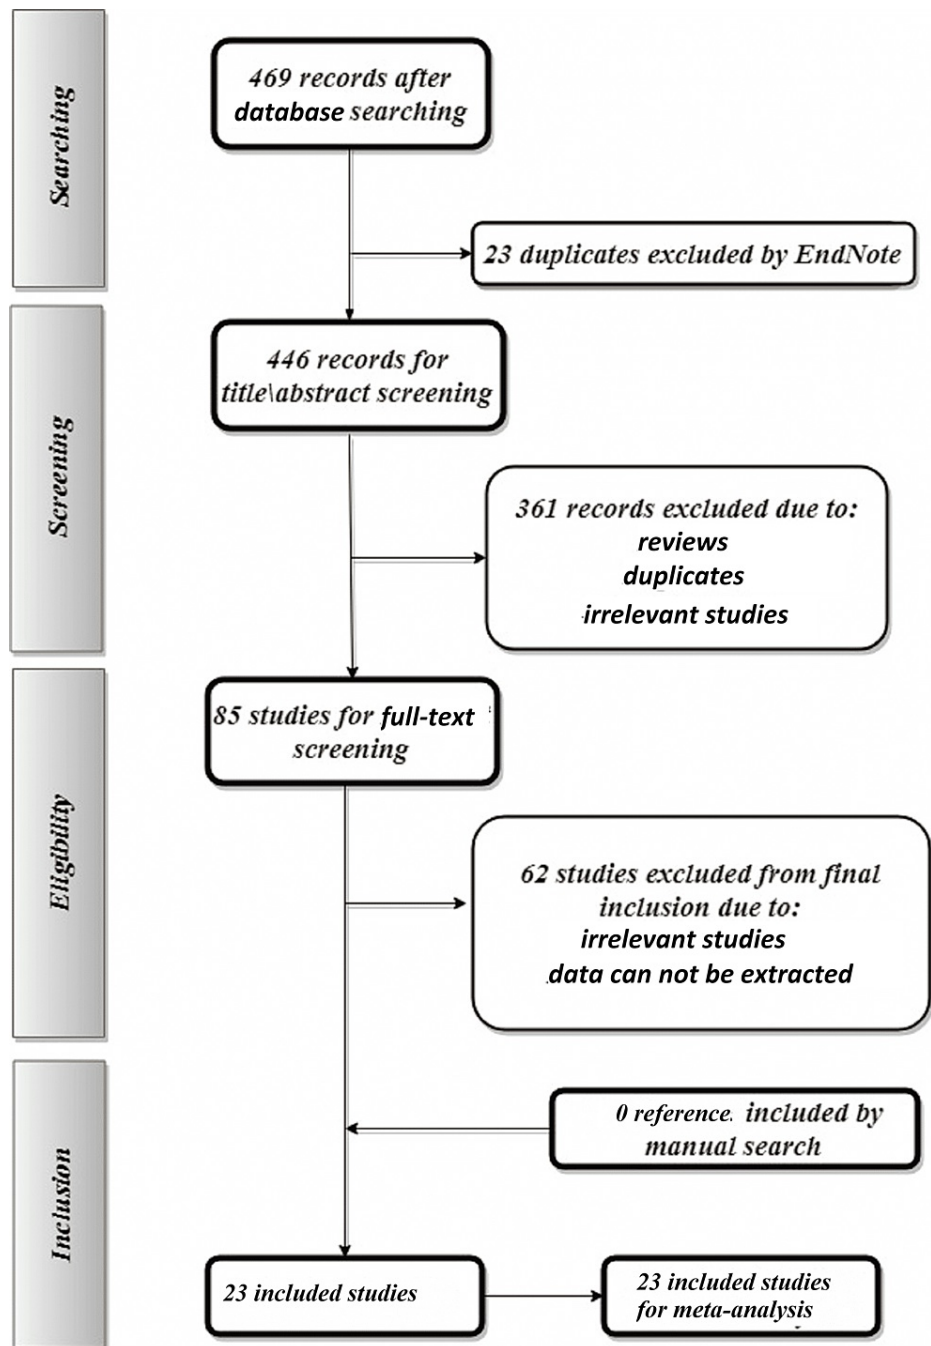 Searching
469 records after
database searching
23 duplicates excluded by EndNote
Screening
446 records for
title\abstract screening
361 records excluded due to:
reviews
duplicates
irrelevant studies
Eligibility
85 studies for full-text
screening
62 studies excluded from final
inclusion due to:
irrelevant studies
.data can not be extracted
Inclusion
0 reference. included by
manual search
23 included studies
23 included studies
for meta-analysis